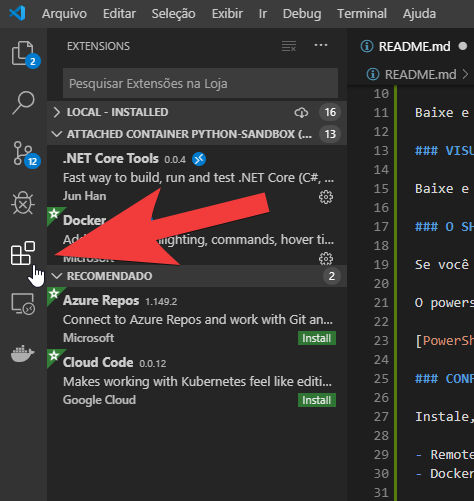 Arquivo Editar Seleção Exibir Ir Debug Terminal Ajuda
EXTENSIONS
Pesquisar Extensões na Loja
LOCAL - INSTALLED 16
ATTACHED CONTAINER PYTHON-SANDBOX (... 13
.NET Core Tools 0.0.4
Fast way to build, run and test .NET Core (C#, ...
Jun Han
Docker
hlighting, commands, hover ti...
Microsoft
RECOMENDADO 2
Azure Repos 1.149.2
Connect to Azure Repos and work with Git an...
Microsoft Install
Cloud Code 0.0.12
Makes working with Kubernetes feel like editi...
Google Cloud Install
2
12
README.md
README.md >
10
11 Baixe e
12
13 ### VISU
14
15 Baixe e
16
17 ### O SH
18
19 Se você
20
21 O powers
22
23 [PowerSh
24
25 ### CONF
26
27 Instale,
28
29 - Remote
30 - Docker
31